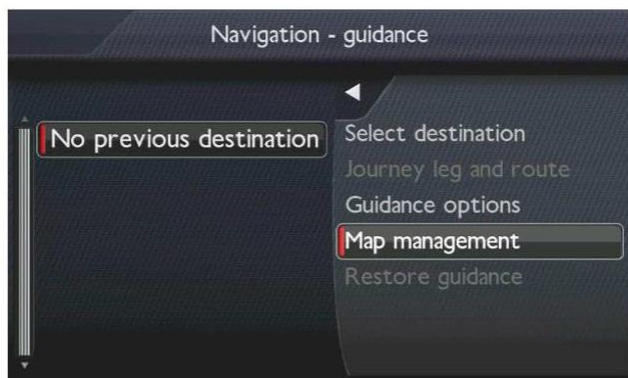 Navigation - guidance
No previous destination
Select destination
Journey leg and route
Guidance options
Map management
Restore guidance